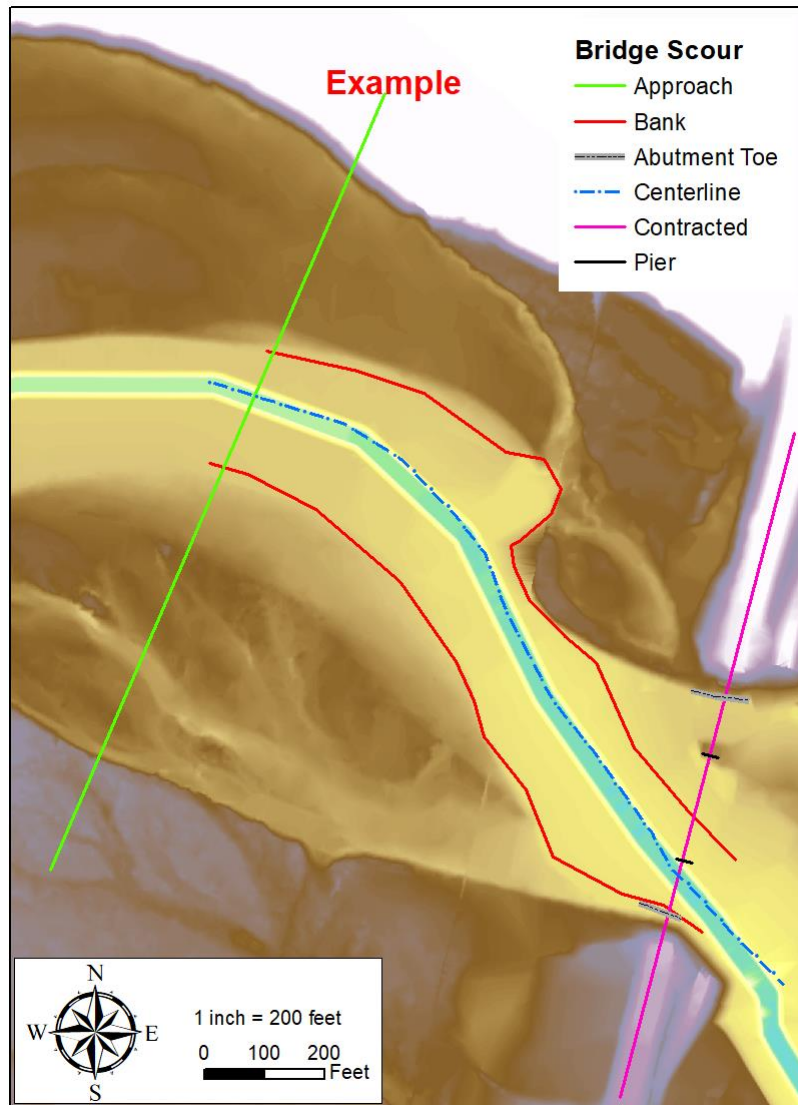 Example
Bridge Scour
Approach
Bank
Abutment Toe
Centerline
Contracted
Pier
N
W E
S
1 inch = 200 feet
0 100 200
Feet